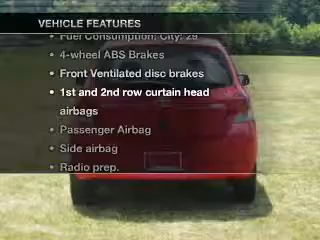 VEHICLE FEATURES
• Fuel Consumption: City: 29
• 4-wheel ABS Brakes
• Front Ventilated disc brakes
• 1st and 2nd row curtain head
airbags
• Passenger Airbag
• Side airbag
• Radio prep.